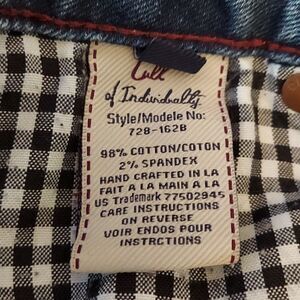 Cult
of Individuality
Style/Modele No:
728-162B
98% COTTON/COTON
2% SPANDEX
HAND CRAFTED IN LA
FAIT A LA MAIN A LA
US Trademark 77502945
CARE INSTRUCTIONS
ON REVERSE
VOIR ENDOS POUR
INSTRCTIONS